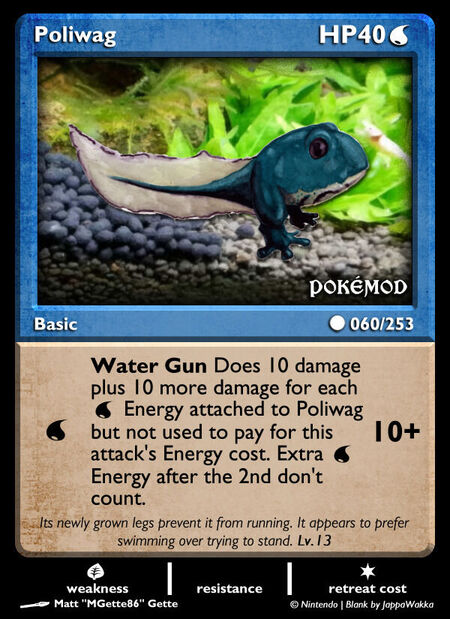 Poliwag HP40
POKÉMOD
Basic 060/253
Water Gun Does 10 damage
plus 10 more damage for each
Energy attached to Poliwag
but not used to pay for this 10+
attack's Energy cost. Extra
Energy after the 2nd don't
count.
Its newly grown legs prevent it from running. It appears to prefer
swimming over trying to stand. Lv.13
weakness resistance retreat cost
Matt "MGette86" Gette © Nintendo | Blank by JappaWakka